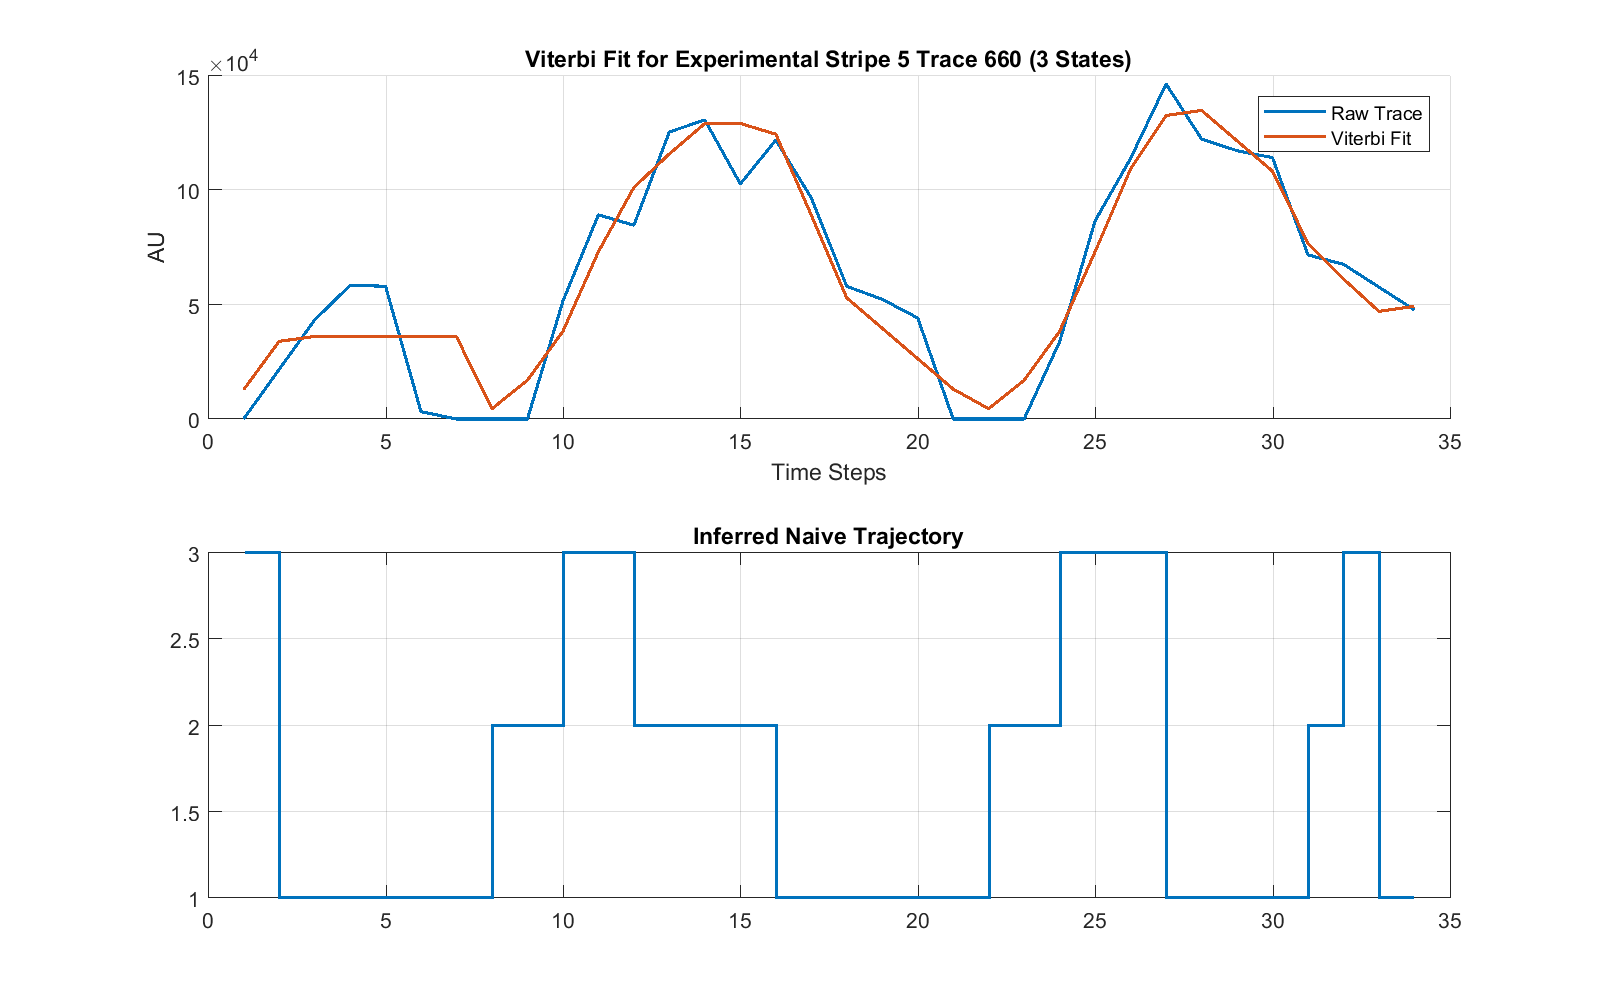 Viterbi Fit for Experimental Stripe 5 Trace 660 (3 States)
×10⁴
15
10
5
0
AU
Raw Trace
Viterbi Fit
0 5 10 15 20 25 30 35
Time Steps
Inferred Naive Trajectory
3
2.5
2
1.5
1
0 5 10 15 20 25 30 35